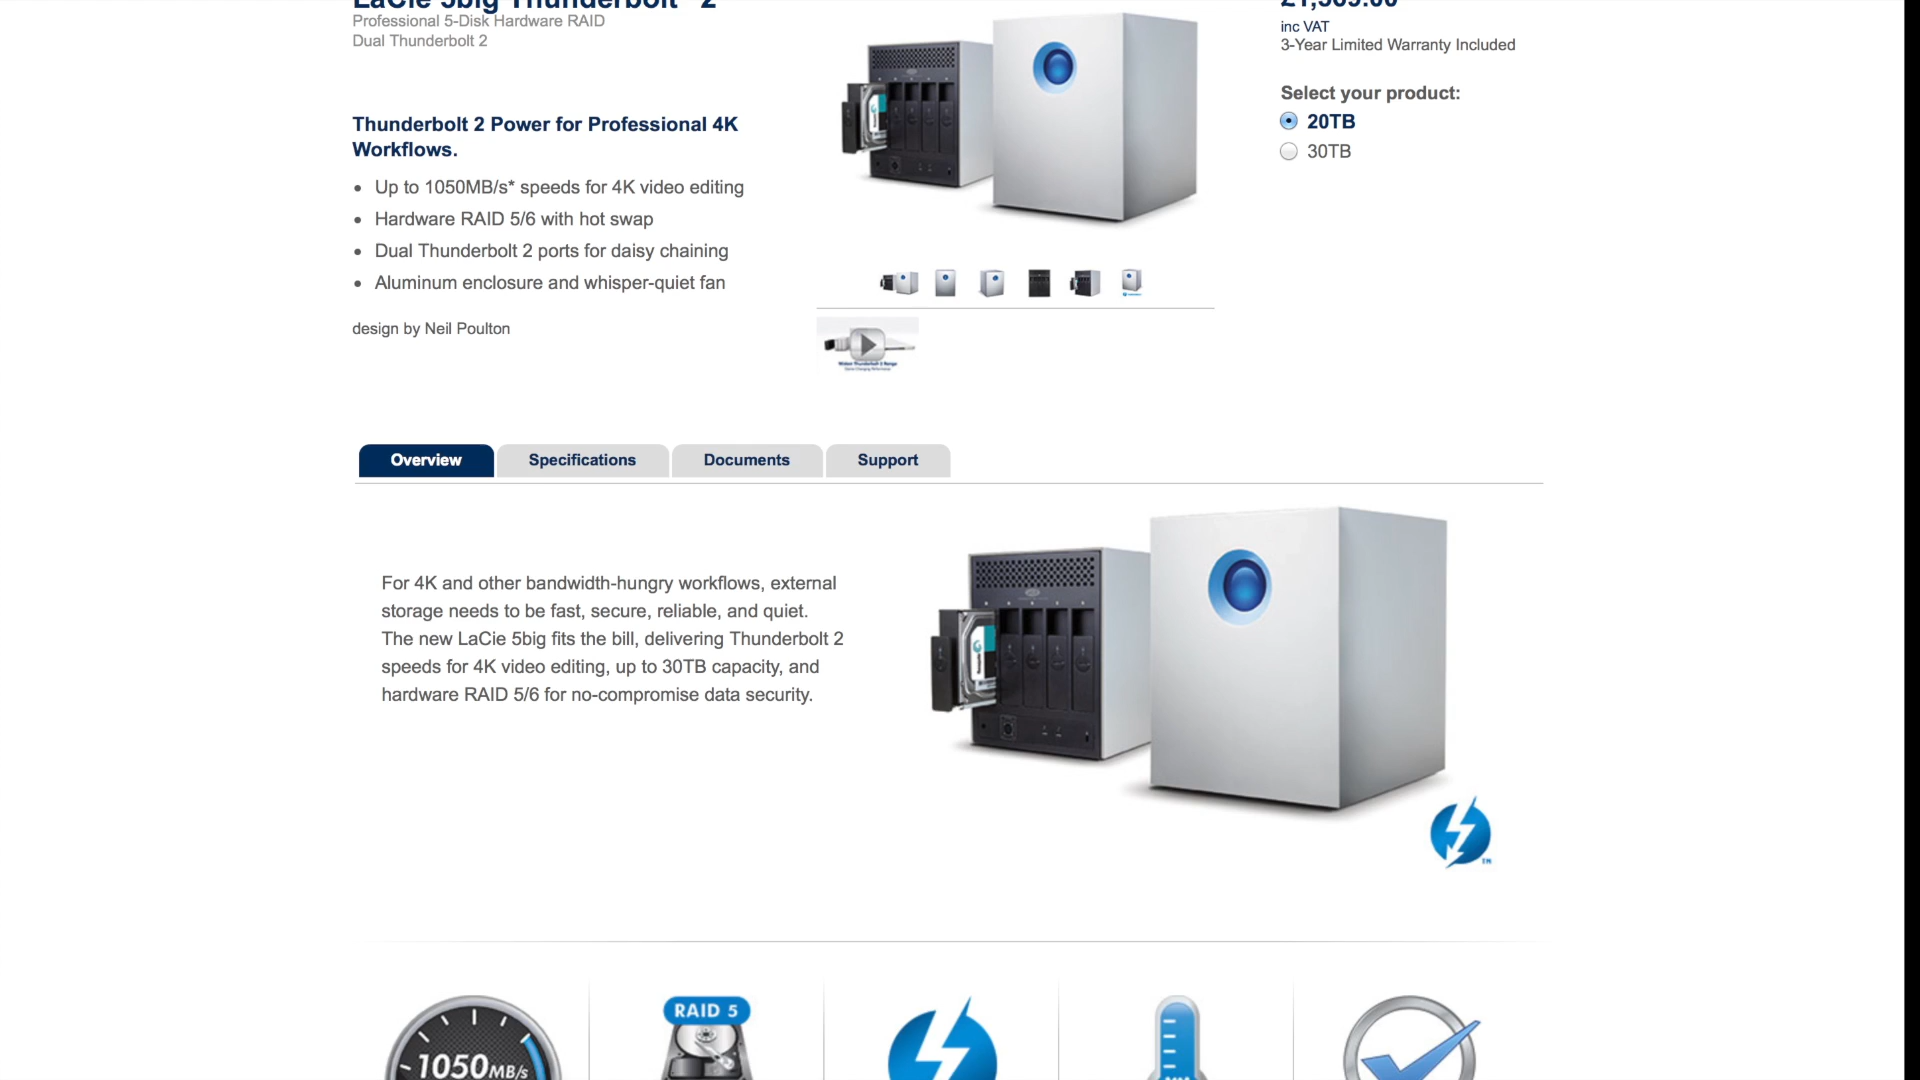 LaCie 5big Thunderbolt™ 2
Professional 5-Disk Hardware RAID
Dual Thunderbolt 2
Thunderbolt 2 Power for Professional 4K
Workflows.
Up to 1050MB/s* speeds for 4K video editing
Hardware RAID 5/6 with hot swap
Dual Thunderbolt 2 ports for daisy chaining
Aluminum enclosure and whisper-quiet fan
design by Neil Poulton
inc VAT
3-Year Limited Warranty Included
Select your product:
20TB
30TB
Overview
Specifications
Documents
Support
For 4K and other bandwidth-hungry workflows, external
storage needs to be fast, secure, reliable, and quiet.
The new LaCie 5big fits the bill, delivering Thunderbolt 2
speeds for 4K video editing, up to 30TB capacity, and
hardware RAID 5/6 for no-compromise data security.
TM
1050MB/s
RAID 5